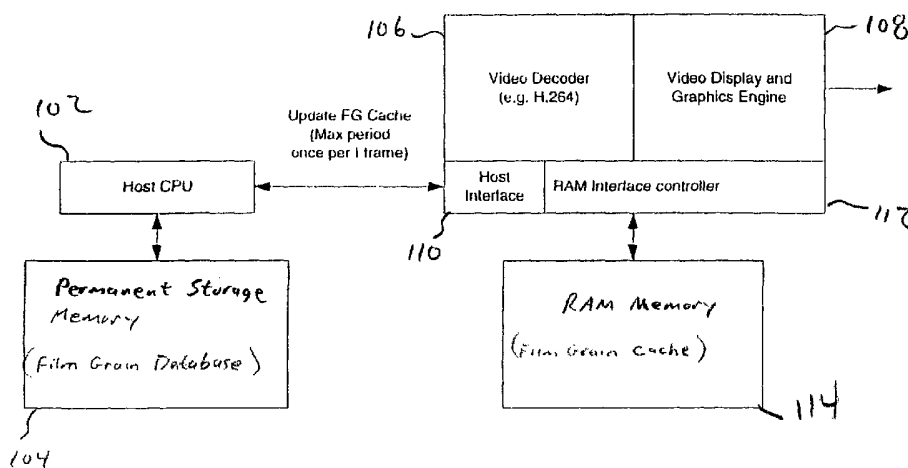 106
108
Video Decoder
(e.g. H.264)
Video Display and
Graphics Engine
102
Update FG Cache
(Max period
once per I frame)
Host CPU
Host
Interface
RAM Interface controller
110
112
Permanent Storage
Memory
(Film Grain Database)
RAM Memory
(Film Grain Cache)
104
114